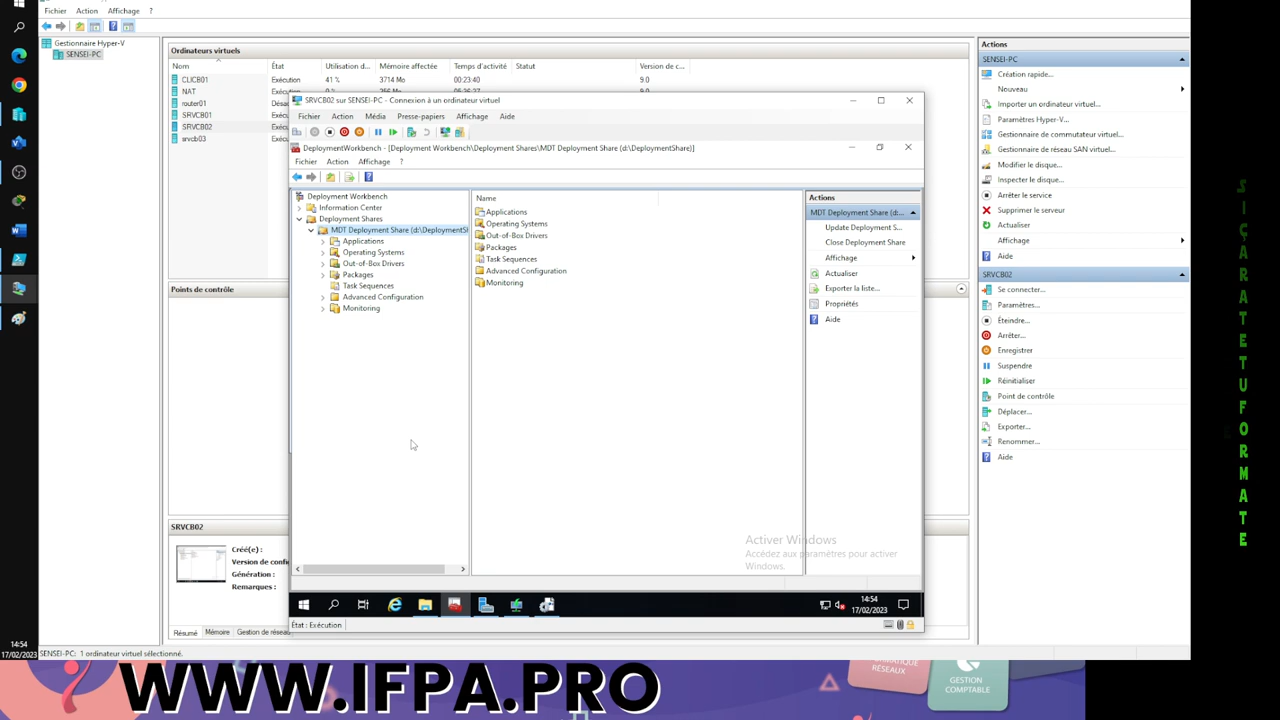 Fichier Action Affichage ?
Gestionnaire Hyper-V
SENSEI-PC
Ordinateurs virtuels
Nom État Utilisation d... Mémoire affectée Temps d'activité Statut Version de c...
CLICB01 Exécution 41 % 3714 Mo 00:23:40 9.0
NAT
router01
SRVCB01
SRVCB02
srvcb03
Points de contrôle
SRVCB02
Créé(e) :
Version de confi
Génération :
Remarques :
Résumé Mémoire Gestion de réseau
SENSEI-PC: 1 ordinateur virtuel sélectionné.
SRVCB02 sur SENSEI-PC - Connexion à un ordinateur virtuel
Fichier Action Média Presse-papiers Affichage Aide
DeploymentWorkbench - [Deployment Workbench\Deployment Shares\MDT Deployment Share (d:\DeploymentShare)]
Fichier Action Affichage ?
Deployment Workbench
Information Center
Deployment Shares
MDT Deployment Share (d:\DeploymentSl
Applications
Operating Systems
Out-of-Box Drivers
Packages
Task Sequences
Advanced Configuration
Monitoring
Name
Applications
Operating Systems
Out-of-Box Drivers
Packages
Task Sequences
Advanced Configuration
Monitoring
Actions
MDT Deployment Share (d:...
Update Deployment S...
Close Deployment Share
Affichage
Actualiser
Exporter la liste...
Propriétés
Aide
Activer Windows
Accédez aux paramètres pour activer
Windows.
14:54
17/02/2023
État : Exécution
Actions
SENSEI-PC
Création rapide...
Nouveau
Importer un ordinateur virtuel...
Paramètres Hyper-V...
Gestionnaire de commutateur virtuel...
Gestionnaire de réseau SAN virtuel...
Modifier le disque...
Inspecter le disque...
Arrêter le service
Supprimer le serveur
Actualiser
Affichage
Aide
SRVCB02
Se connecter...
Paramètres...
Éteindre...
Arrêter...
Enregistrer
Suspendre
Réinitialiser
Point de contrôle
Déplacer...
Exporter...
Renommer...
Aide
14:54
17/02/2023
SIÇARATETUFORMATE
WWW.IFPA.PRO
RÉSEAUX
GESTION
COMPTABLE